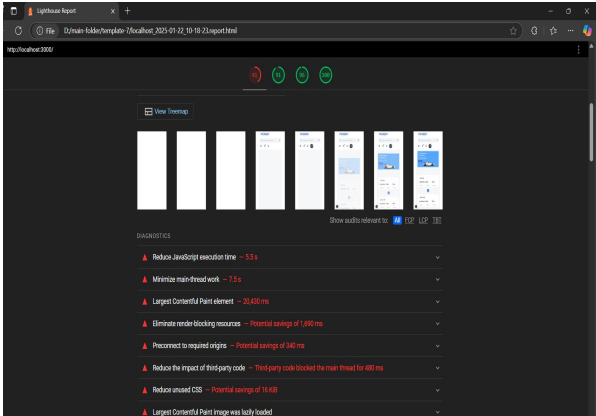 Lighthouse Report
File D:/main-folder/template-7/localhost_2025-01-22_10-18-23.report.html
http://localhost:3000/
91 96 100
View Treemap
Show audits relevant to: All FCP LCP TBT
DIAGNOSTICS
Reduce JavaScript execution time — 5.3 s
Minimize main-thread work — 7.5 s
Largest Contentful Paint element — 20,430 ms
Eliminate render-blocking resources — Potential savings of 1,690 ms
Preconnect to required origins — Potential savings of 340 ms
Reduce the impact of third-party code — Third-party code blocked the main thread for 480 ms
Reduce unused CSS — Potential savings of 16 KiB
Largest Contentful Paint image was lazily loaded